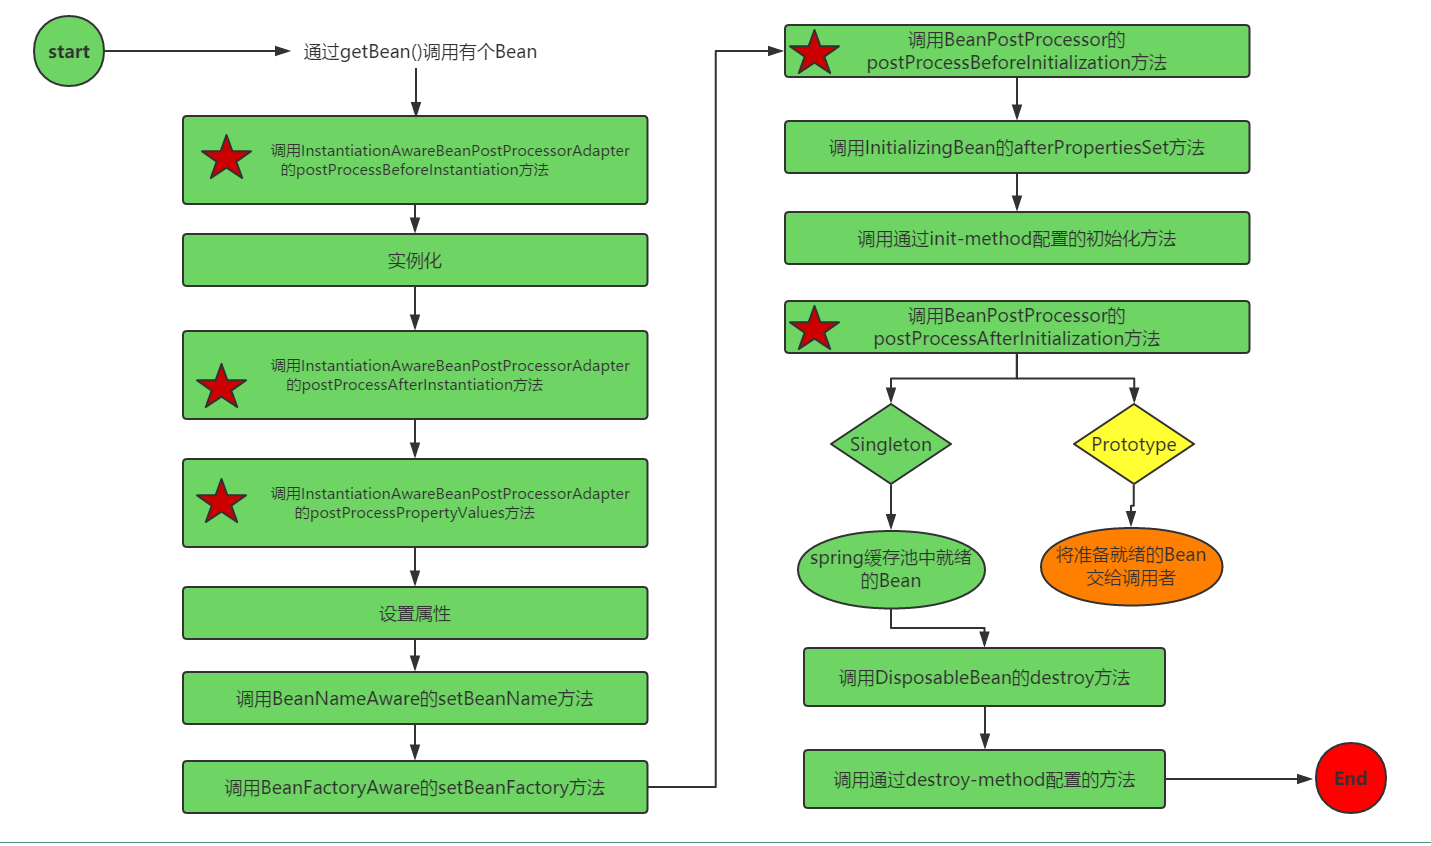 start
通过getBean()调用有个Bean
调用InstantiationAwareBeanPostProcessorAdapter
的postProcessBeforeInstantiation方法
实例化
调用InstantiationAwareBeanPostProcessorAdapter
的postProcessAfterInstantiation方法
调用InstantiationAwareBeanPostProcessorAdapter
的postProcessPropertyValues方法
设置属性
调用BeanNameAware的setBeanName方法
调用BeanFactoryAware的setBeanFactory方法
调用BeanPostProcessor的
postProcessBeforeInitialization方法
调用InitializingBean的afterPropertiesSet方法
调用通过init-method配置的初始化方法
调用BeanPostProcessor的
postProcessAfterInitialization方法
Singleton
Prototype
spring缓存池中就绪
的Bean
将准备就绪的Bean
交给调用者
调用DisposableBean的destroy方法
调用通过destroy-method配置的方法
End